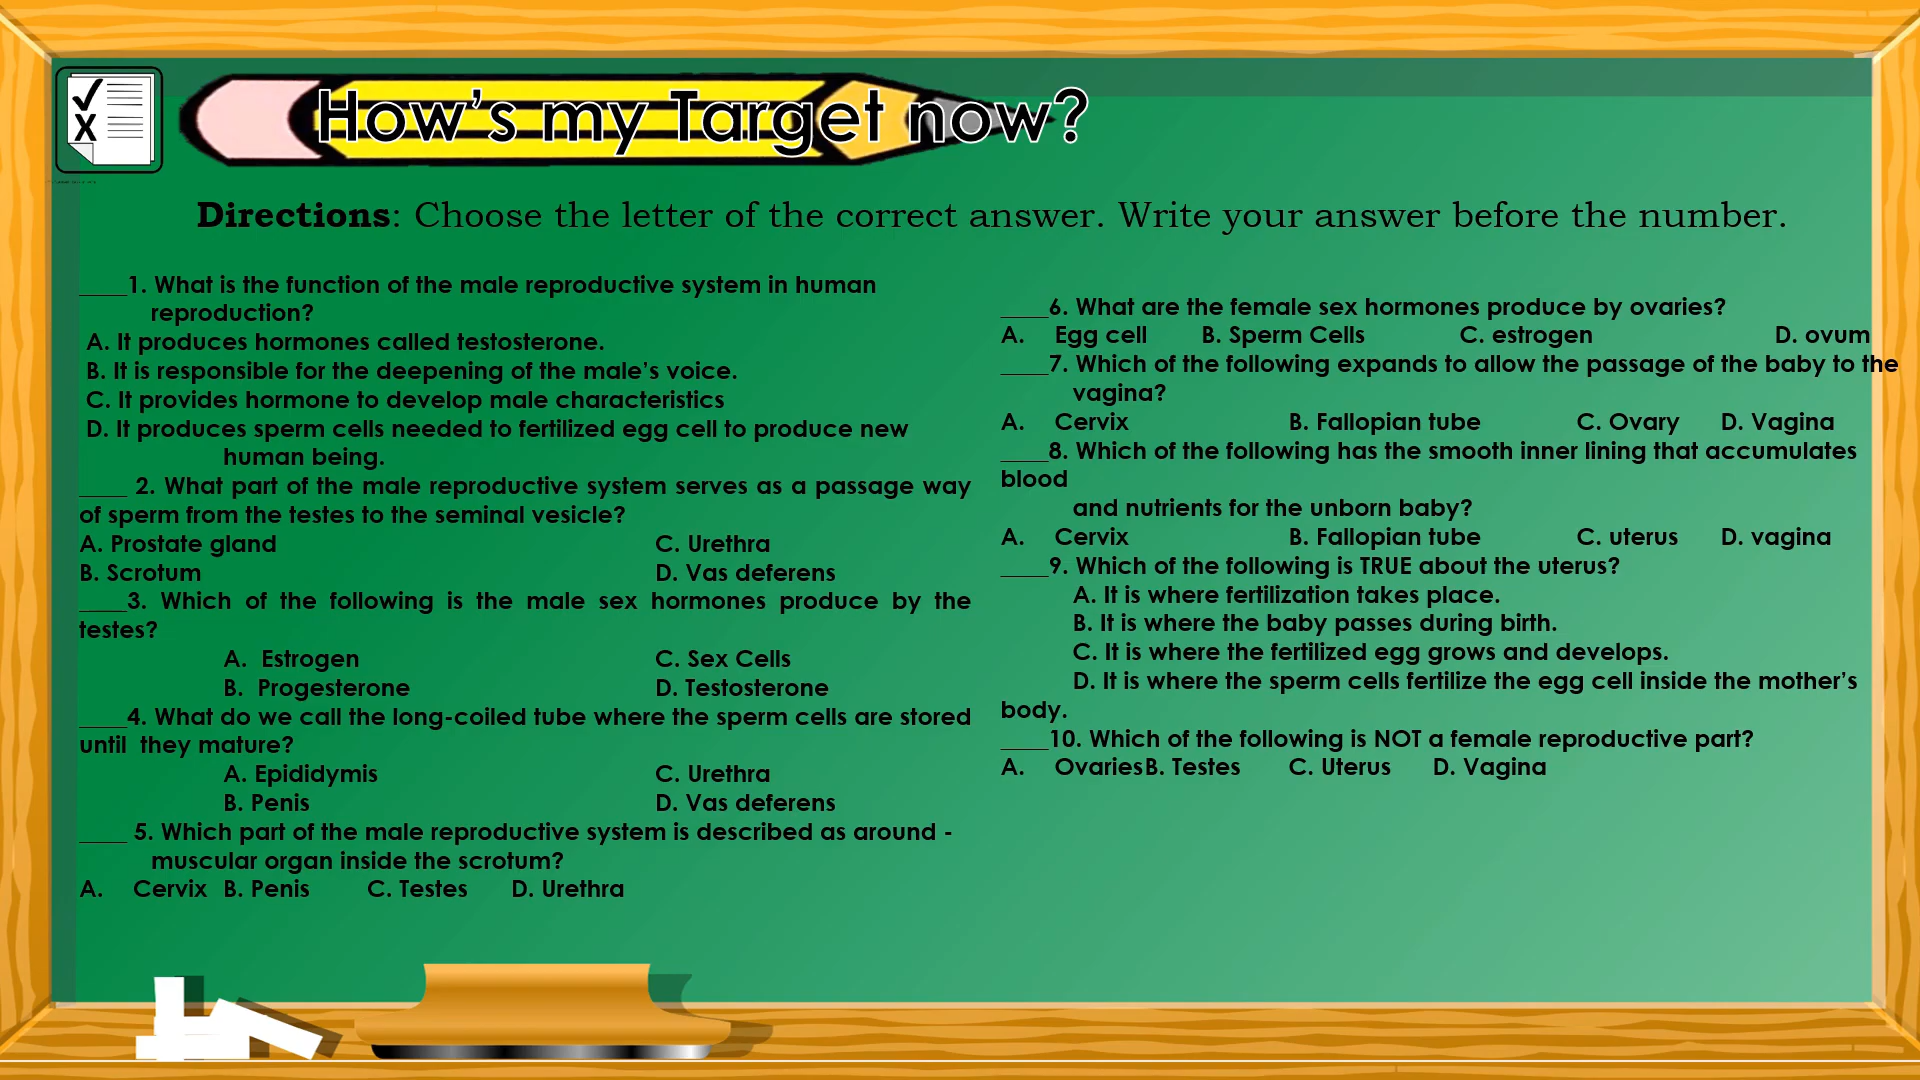 How's my Target now?
Directions: Choose the letter of the correct answer. Write your answer before the number.
____1. What is the function of the male reproductive system in human
reproduction?
A. It produces hormones called testosterone.
B. It is responsible for the deepening of the male's voice.
C. It provides hormone to develop male characteristics
D. It produces sperm cells needed to fertilized egg cell to produce new
human being.
____ 2. What part of the male reproductive system serves as a passage way
of sperm from the testes to the seminal vesicle?
A. Prostate gland C. Urethra
B. Scrotum D. Vas deferens
____3. Which of the following is the male sex hormones produce by the
testes?
A. Estrogen C. Sex Cells
B. Progesterone D. Testosterone
____4. What do we call the long-coiled tube where the sperm cells are stored
until they mature?
A. Epididymis C. Urethra
B. Penis D. Vas deferens
____ 5. Which part of the male reproductive system is described as around -
muscular organ inside the scrotum?
A. Cervix B. Penis C. Testes D. Urethra
____6. What are the female sex hormones produce by ovaries?
A. Egg cell B. Sperm Cells C. estrogen D. ovum
____7. Which of the following expands to allow the passage of the baby to the
vagina?
A. Cervix B. Fallopian tube C. Ovary D. Vagina
____8. Which of the following has the smooth inner lining that accumulates
blood
and nutrients for the unborn baby?
A. Cervix B. Fallopian tube C. uterus D. vagina
____9. Which of the following is TRUE about the uterus?
A. It is where fertilization takes place.
B. It is where the baby passes during birth.
C. It is where the fertilized egg grows and develops.
D. It is where the sperm cells fertilize the egg cell inside the mother's
body.
____10. Which of the following is NOT a female reproductive part?
A. Ovaries B. Testes C. Uterus D. Vagina